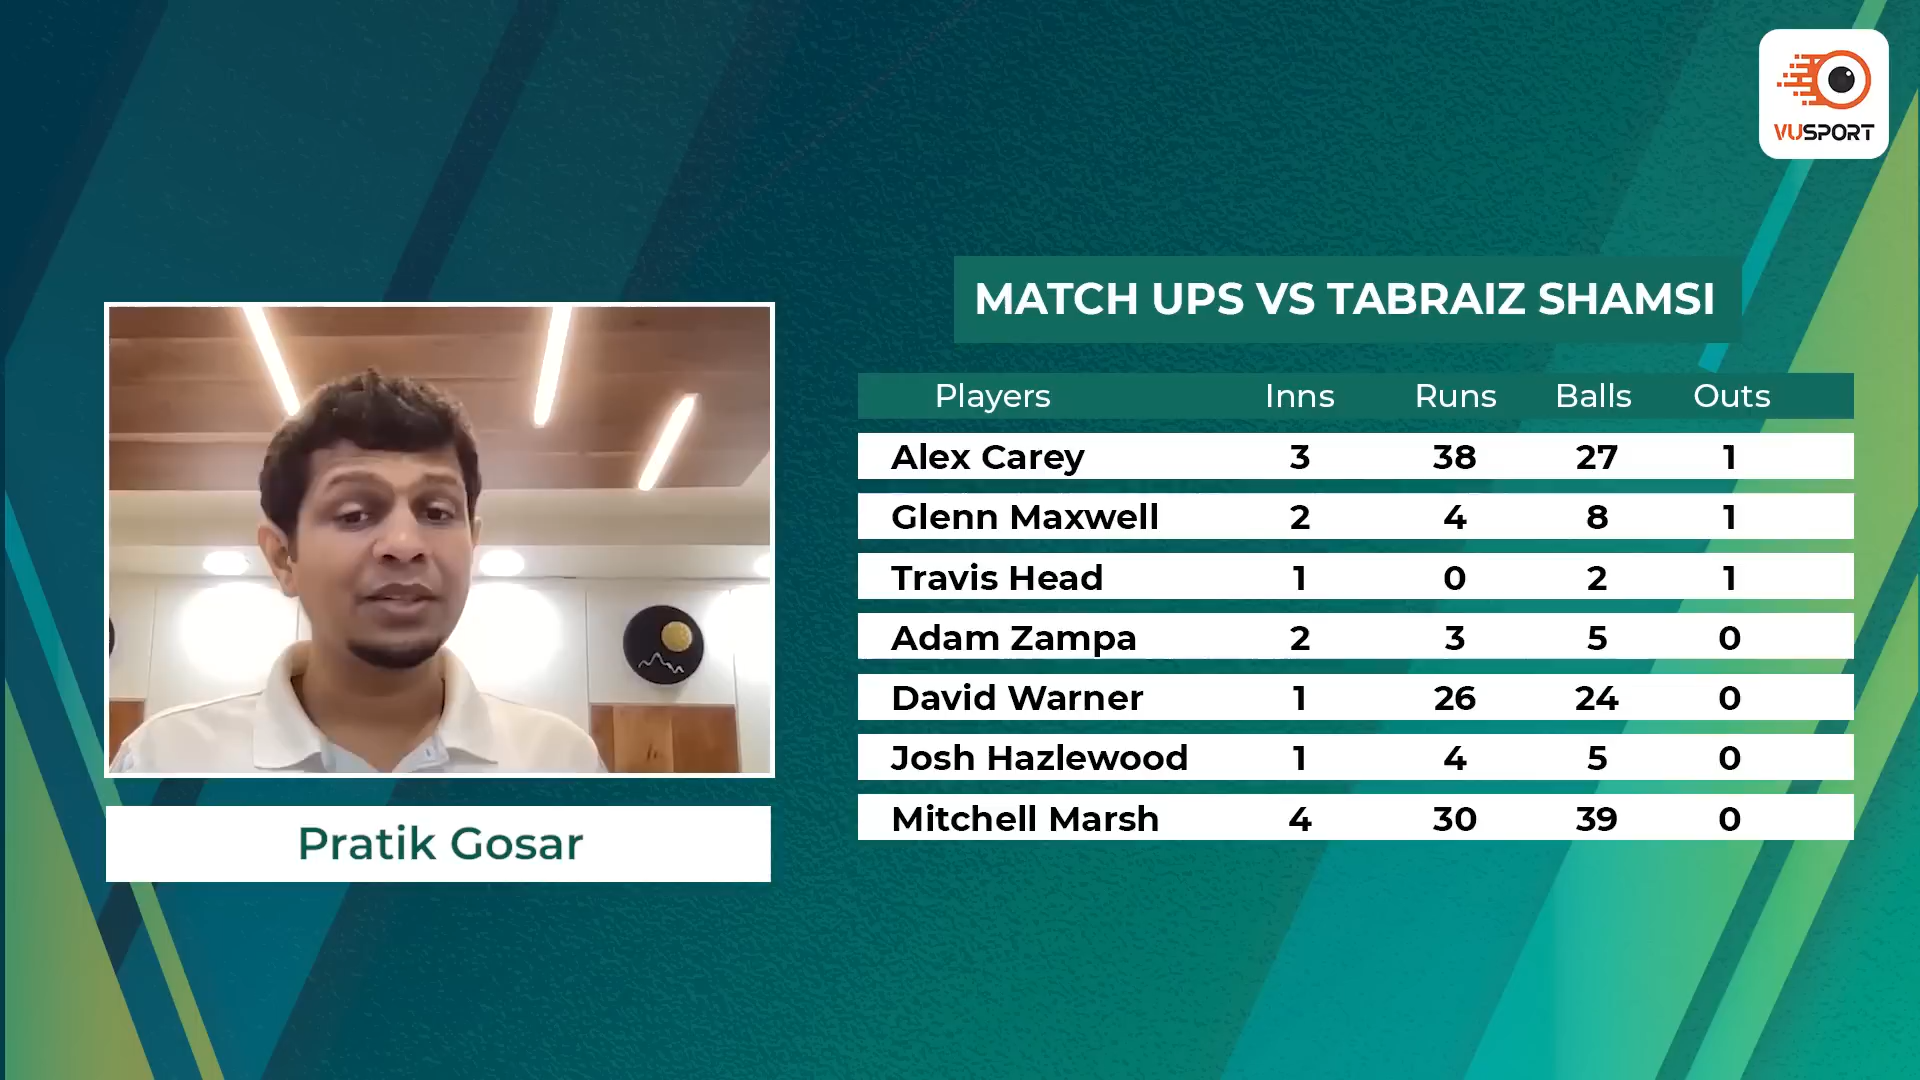 VUSPORT
MATCH UPS VS TABRAIZ SHAMSI
Players Inns Runs Balls Outs
Alex Carey 3 38 27 1
Glenn Maxwell 2 4 8 1
Travis Head 1 0 2 1
Adam Zampa 2 3 5 0
David Warner 1 26 24 0
Josh Hazlewood 1 4 5 0
Mitchell Marsh 4 30 39 0
Pratik Gosar